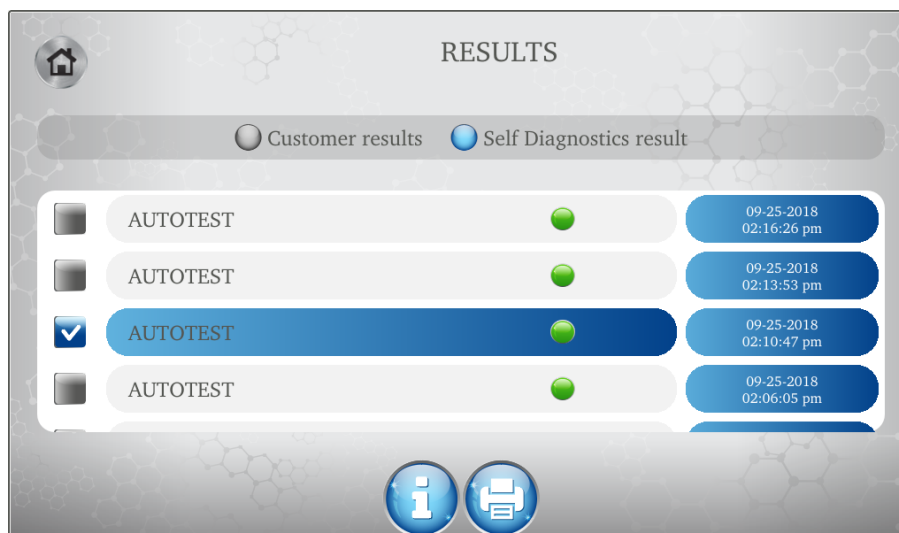 RESULTS
Customer results Self Diagnostics result
AUTOTEST
09-25-2018
02:16:26 pm
AUTOTEST
09-25-2018
02:13:53 pm
AUTOTEST
09-25-2018
02:10:47 pm
AUTOTEST
09-25-2018
02:06:05 pm